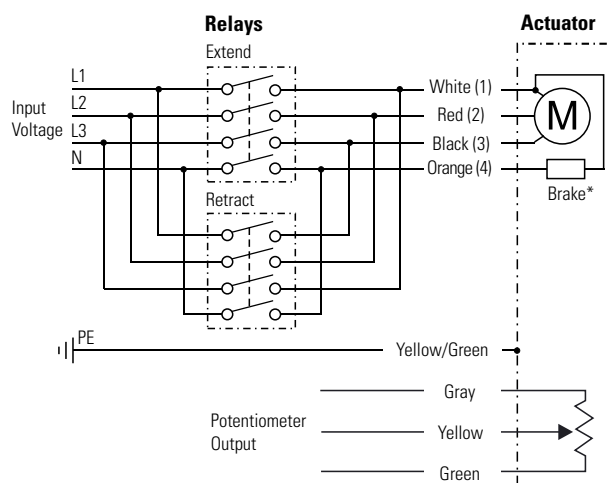 Relays
Actuator
Extend
L1
White (1)
Input
Voltage
L2
Red (2)
M
L3
Black (3)
N
Orange (4)
Brake*
Retract
PE
Yellow/Green
Gray
Potentiometer
Output
Yellow
Green